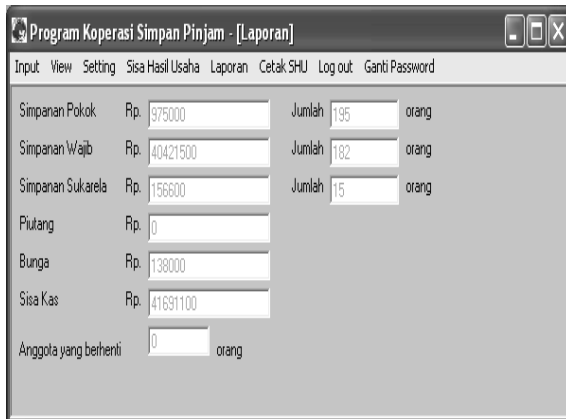 Program Koperasi Simpan Pinjam - [Laporan]
Input View Setting Sisa Hasil Usaha Laporan Cetak SHU Log out Ganti Password
Simpanan Pokok Rp. 975000 Jumlah 195 orang
Simpanan Wajib Rp. 40421500 Jumlah 182 orang
Simpanan Sukarela Rp. 156600 Jumlah 15 orang
Piutang Rp. 0
Bunga Rp. 138000
Sisa Kas Rp. 41691100
Anggota yang berhenti 0 orang